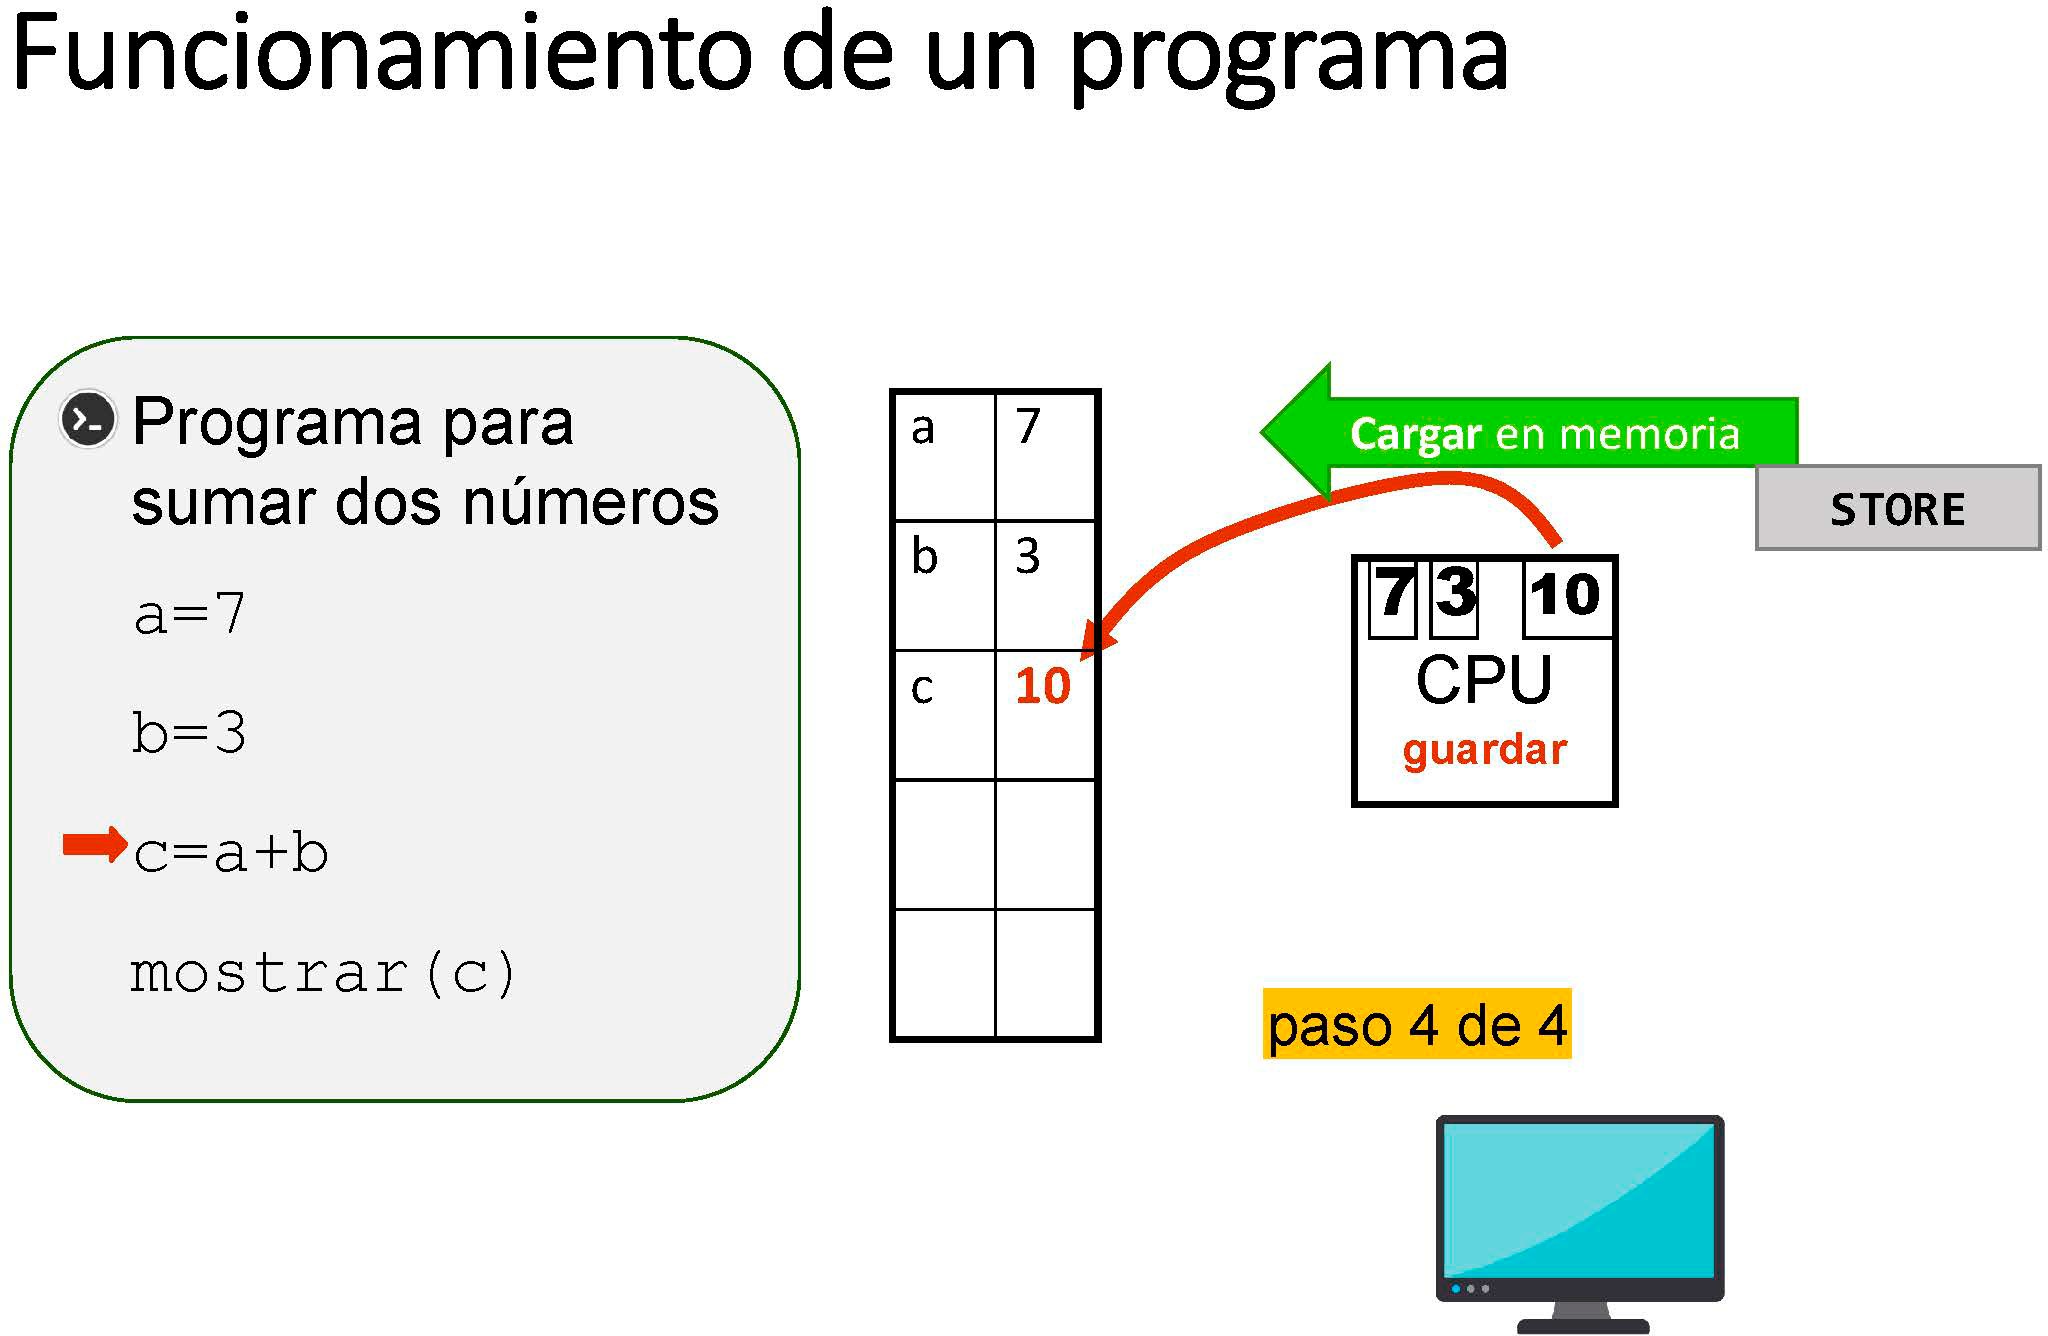 Funcionamiento de un programa
Programa para
sumar dos números
a=7
b=3
c=a+b
mostrar(c)
a 7
b 3
c 10
Cargar en memoria
STORE
7 3 10
CPU
guardar
paso 4 de 4